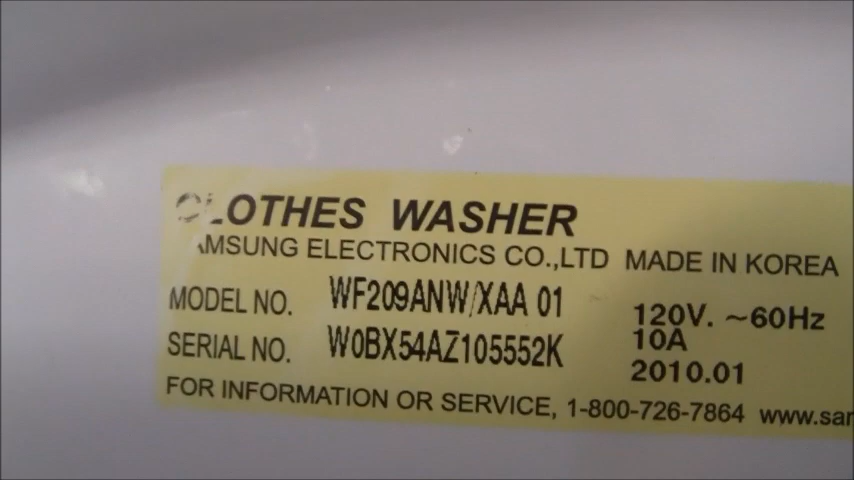 CLOTHES WASHER
SAMSUNG ELECTRONICS CO.,LTD MADE IN KOREA
MODEL NO. WF209ANW/XAA 01 120V. ~60Hz
10A
SERIAL NO. W0BX54AZ105552K 2010.01
FOR INFORMATION OR SERVICE, 1-800-726-7864 www.sam